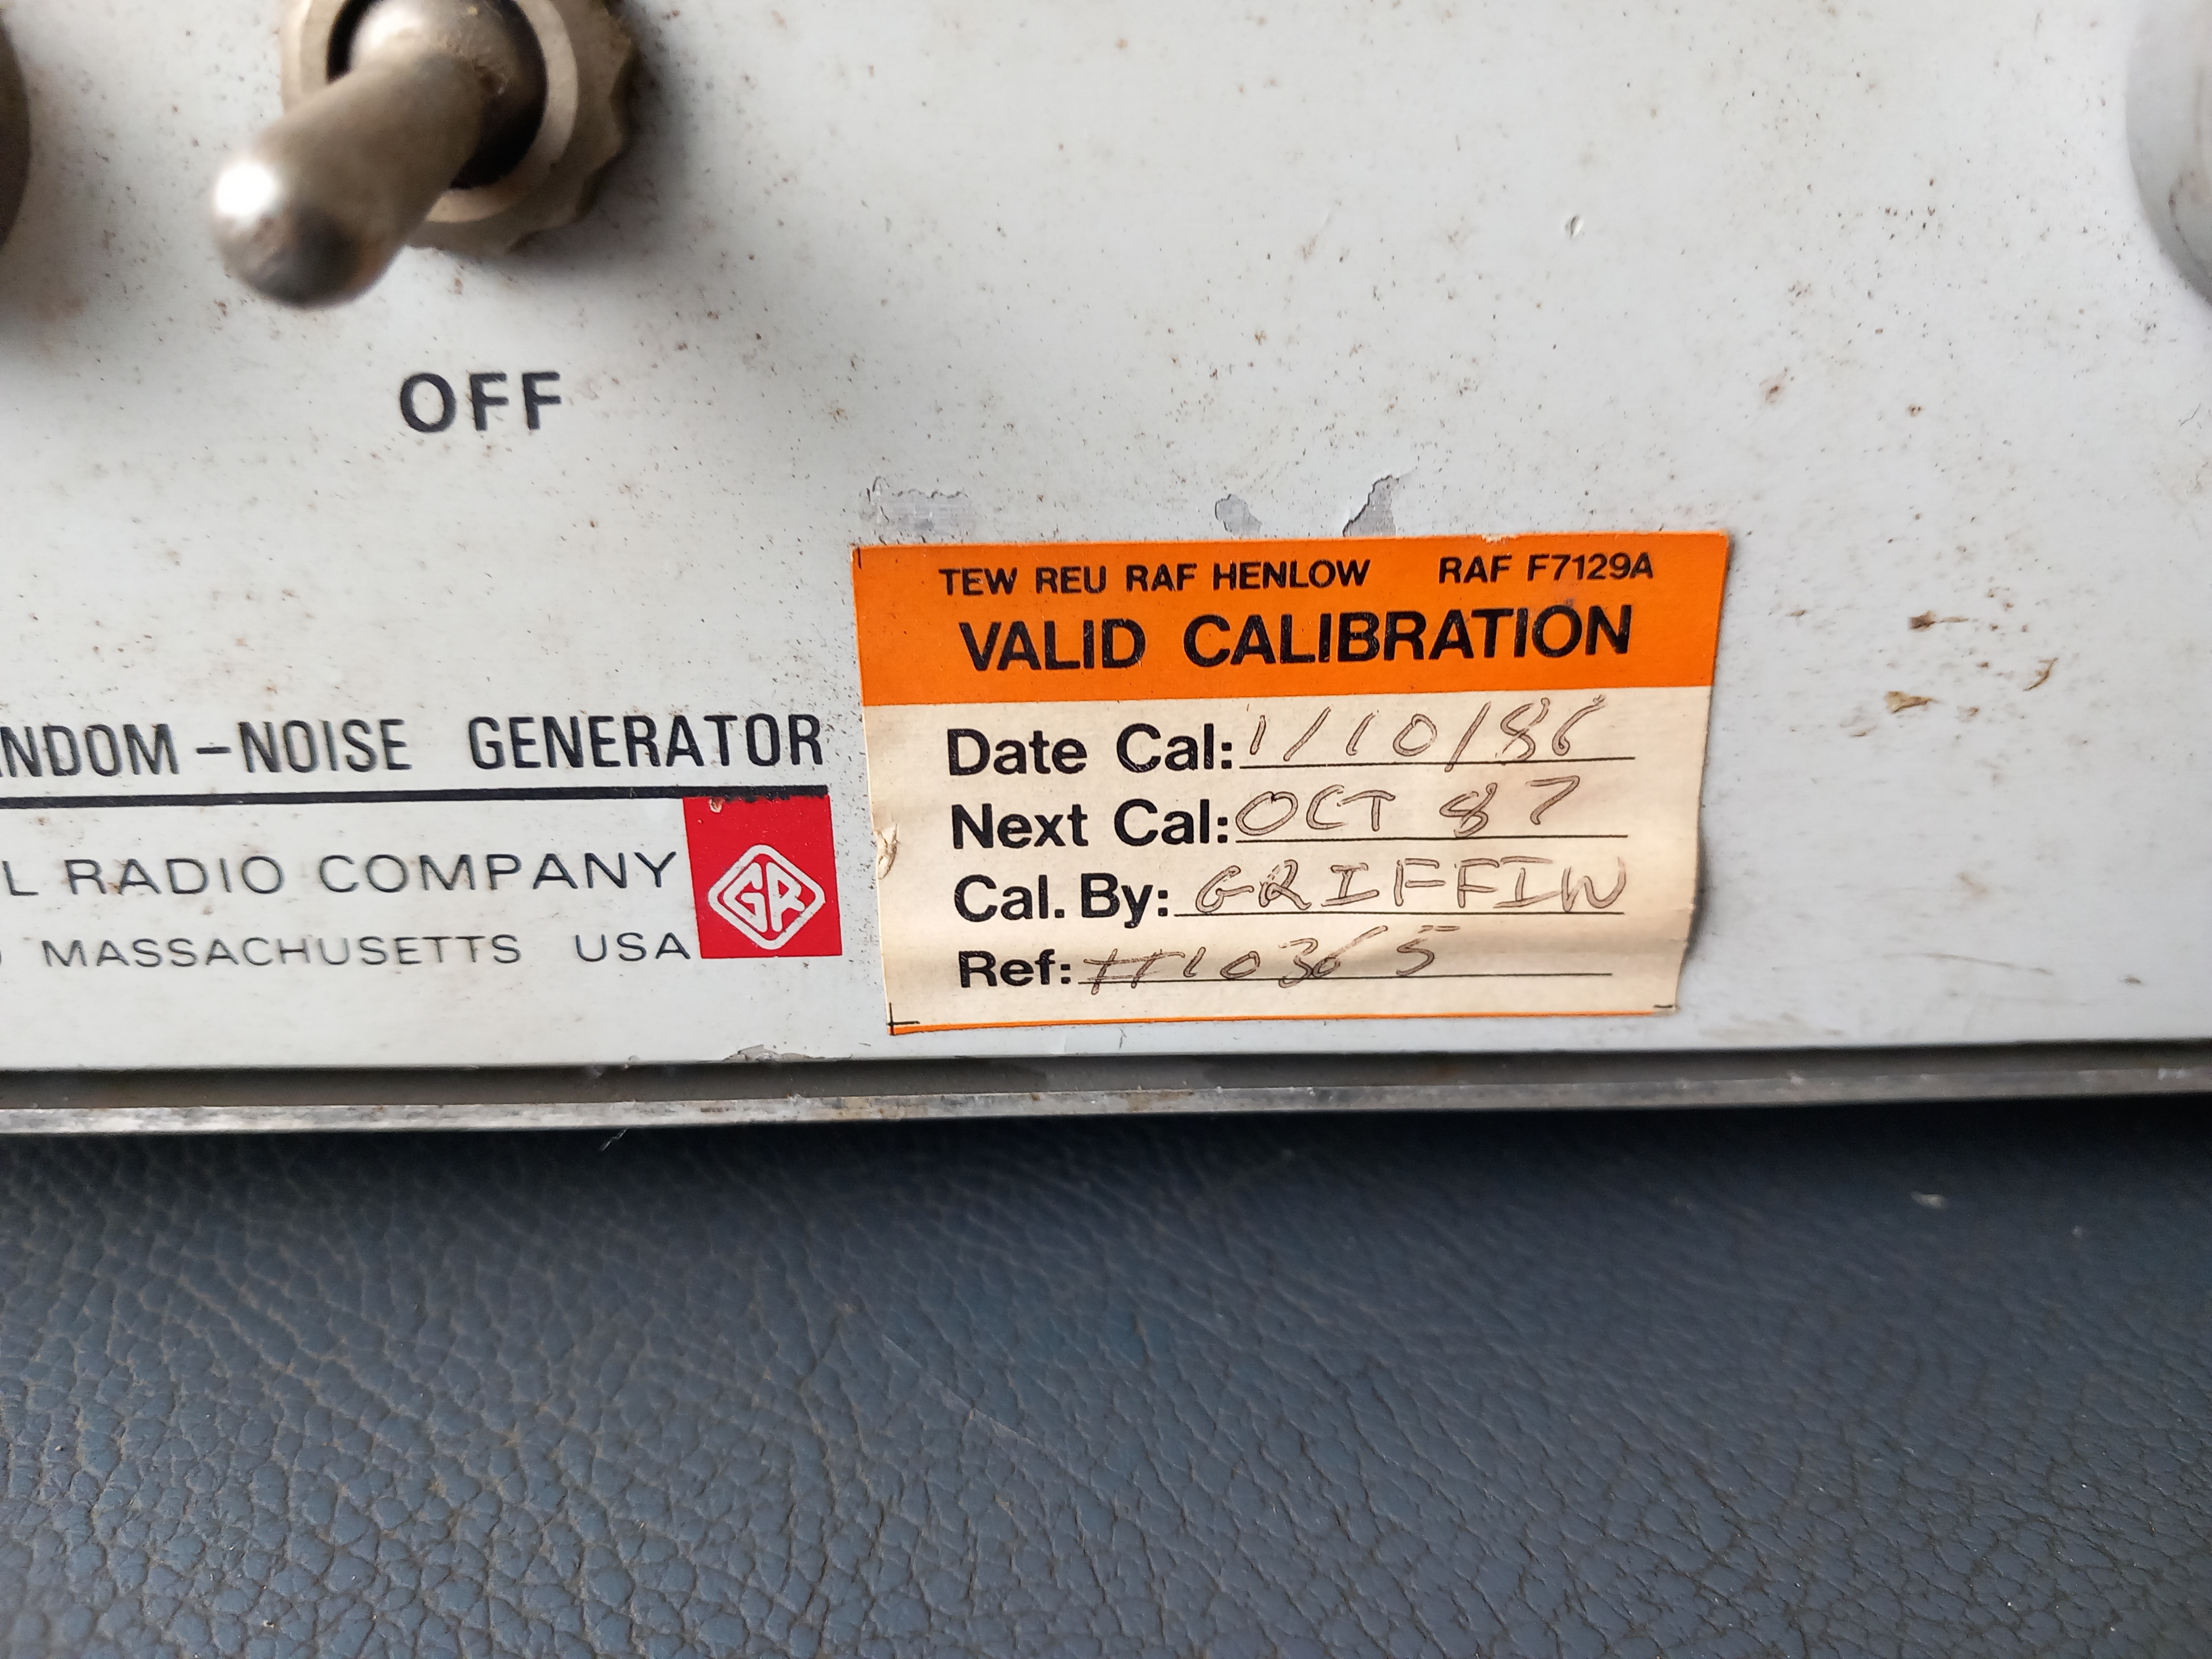 OFF
TEW REU RAF HENLOW RAF F7129A
VALID CALIBRATION
Date Cal: 1/10/86
Next Cal: OCT 87
Cal. By: GRIFFIN
Ref: H10365
NDOM-NOISE GENERATOR
L RADIO COMPANY
GR
MASSACHUSETTS USA